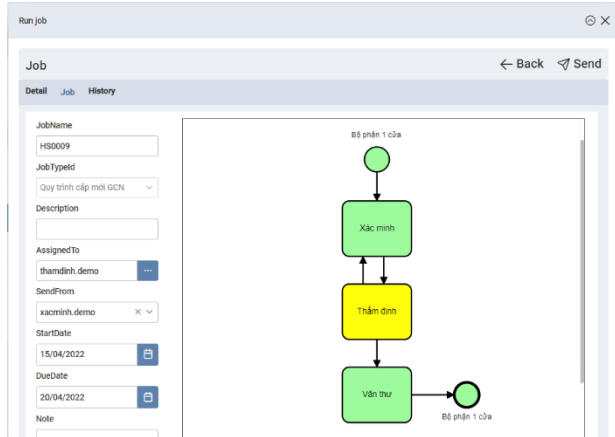 Run job
Job
Back
Send
Detail
Job
History
JobName
HS0009
JobTypeId
Quy trình cấp mới GCN
Description
AssignedTo
thamdinh.demo
...
SendFrom
xacminh.demo
StartDate
15/04/2022
DueDate
20/04/2022
Note
Bộ phận 1 cửa
Xác minh
Thẩm định
Văn thư
Bộ phận 1 cửa